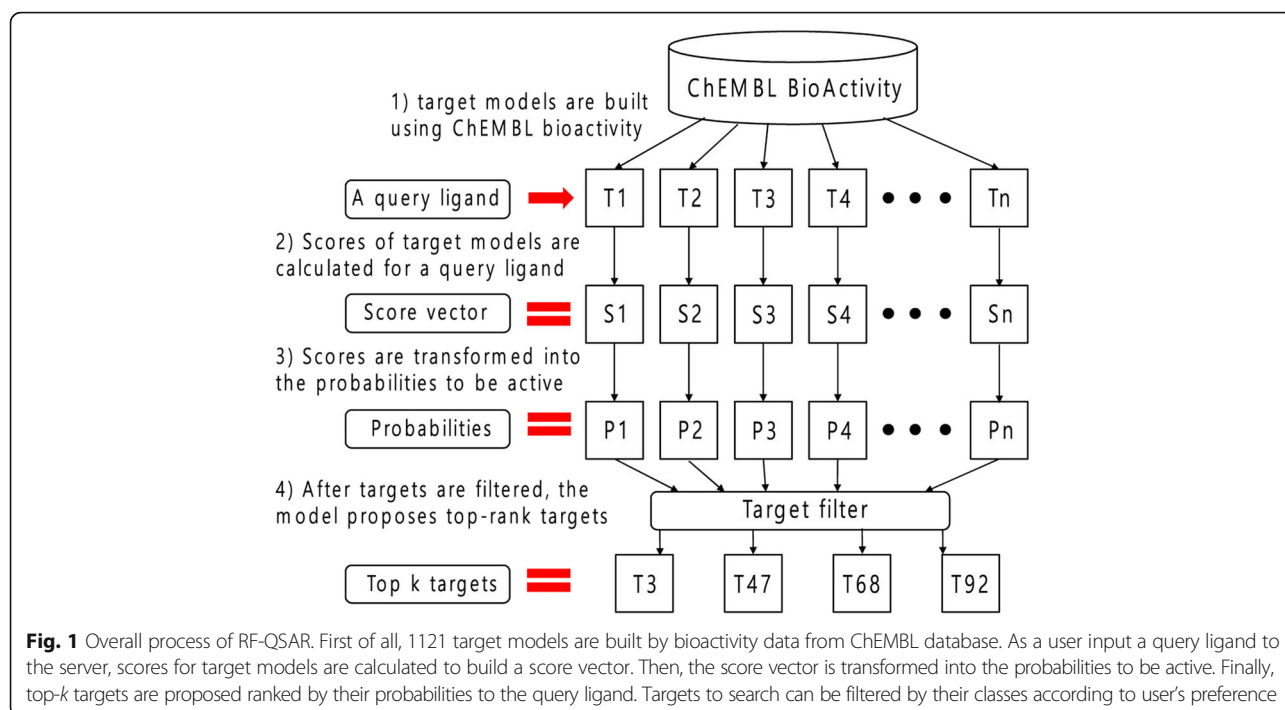 ChEMBL BioActivity
1) target models are built
using ChEMBL bioactivity
A query ligand
T1 T2 T3 T4 Tn
2) Scores of target models are
calculated for a query ligand
Score vector
S1 S2 S3 S4 Sn
3) Scores are transformed into
the probabilities to be active
Probabilities
P1 P2 P3 P4 Pn
4) After targets are filtered, the
model proposes top-rank targets
Target filter
Top k targets
T3 T47 T68 T92
Fig. 1 Overall process of RF-QSAR. First of all, 1121 target models are built by bioactivity data from ChEMBL database. As a user input a query ligand to
the server, scores for target models are calculated to build a score vector. Then, the score vector is transformed into the probabilities to be active. Finally,
top-k targets are proposed ranked by their probabilities to the query ligand. Targets to search can be filtered by their classes according to user's preference